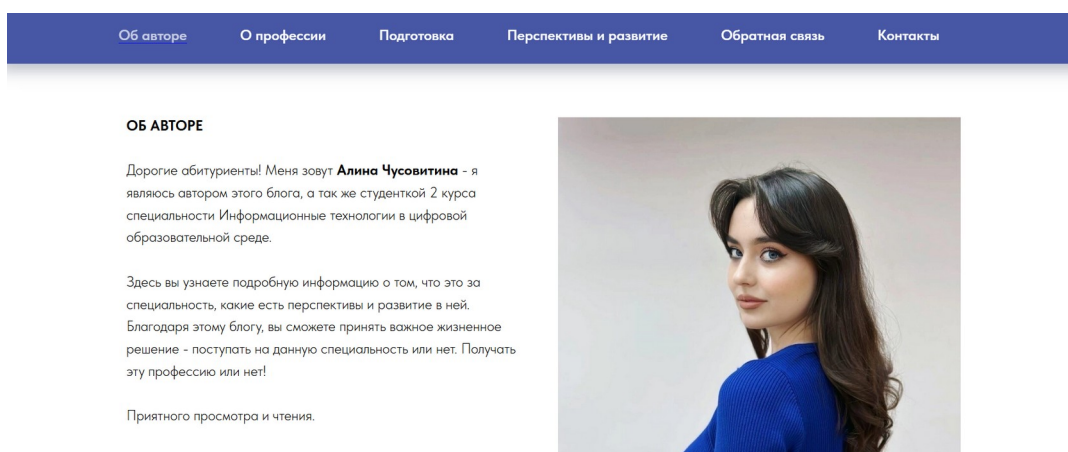 Об авторе О профессии Подготовка Перспективы и развитие Обратная связь Контакты
ОБ АВТОРЕ
Дорогие абитуриенты! Меня зовут Алина Чусовитина - я
являюсь автором этого блога, а так же студенткой 2 курса
специальности Информационные технологии в цифровой
образовательной среде.
Здесь вы узнаете подробную информацию о том, что это за
специальность, какие есть перспективы и развитие в ней.
Благодаря этому блогу, вы сможете принять важное жизненное
решение - поступать на данную специальность или нет. Получать
эту профессию или нет!
Приятного просмотра и чтения.